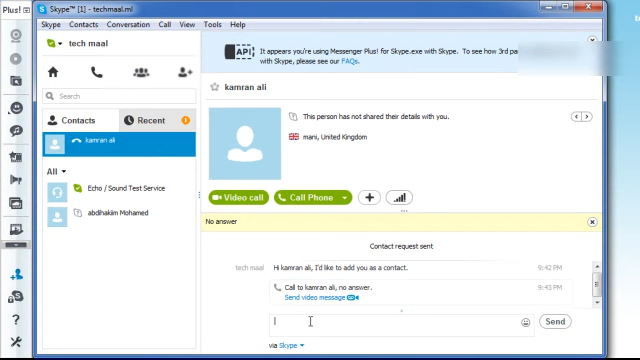 Plus!
Skype™ [1] - techmaal.ml
Skype Contacts Conversation Call View Tools Help
tech maal
Search
Contacts
Recent 1
kamran ali
All
Echo / Sound Test Service
abdihakiim Mohamed
API
It appears you're using Messenger Plus! for Skype.exe with Skype. To see how 3rd
with Skype, please see our FAQs.
kamran ali
This person has not shared their details with you.
mani, United Kingdom
Video call
Call Phone
No answer
Contact request sent
tech maal Hi kamran ali, I'd like to add you as a contact. 9:42 PM
Call to kamran ali, no answer. 9:43 PM
Send video message
Send
via Skype